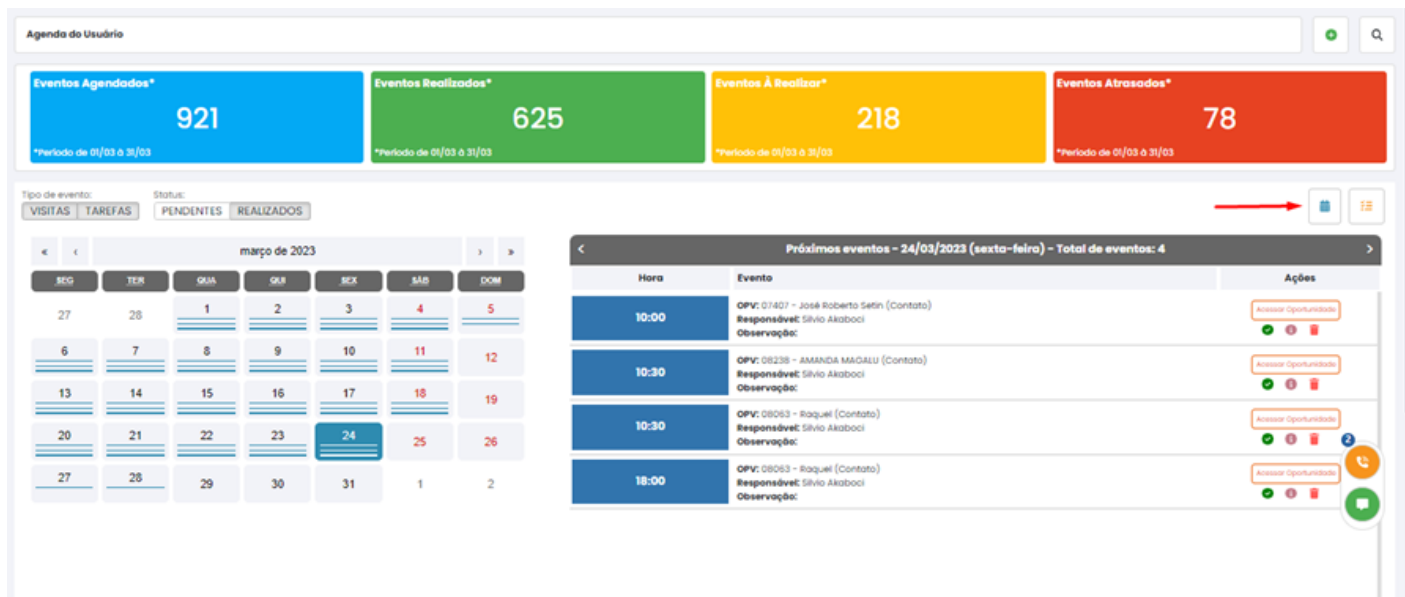 Agenda do Usuário
Eventos Agendados*
921
*Período de 01/03 à 31/03
Eventos Realizados*
625
*Período de 01/03 à 31/03
Eventos À Realizar*
218
*Período de 01/03 à 31/03
Eventos Atrasados*
78
*Período de 01/03 à 31/03
Tipo de evento:
VISITAS TAREFAS
Status:
PENDENTES REALIZADOS
« ‹ março de 2023 › »
SEG TER QUA QUI SEX SÁB DOM
27 28 1 2 3 4 5
6 7 8 9 10 11 12
13 14 15 16 17 18 19
20 21 22 23 24 25 26
27 28 29 30 31 1 2
Próximos eventos - 24/03/2023 (sexta-feira) - Total de eventos: 4
Hora Evento Ações
10:00
OPV: 07407 - José Roberto Setin (Contato)
Responsável: Silvio Akaboci
Observação:
Acessar Oportunidade
10:30
OPV: 08238 - AMANDA MAGALU (Contato)
Responsável: Silvio Akaboci
Observação:
Acessar Oportunidade
10:30
OPV: 08063 - Raquel (Contato)
Responsável: Silvio Akaboci
Observação:
Acessar Oportunidade
18:00
OPV: 08063 - Raquel (Contato)
Responsável: Silvio Akaboci
Observação:
Acessar Oportunidade
2